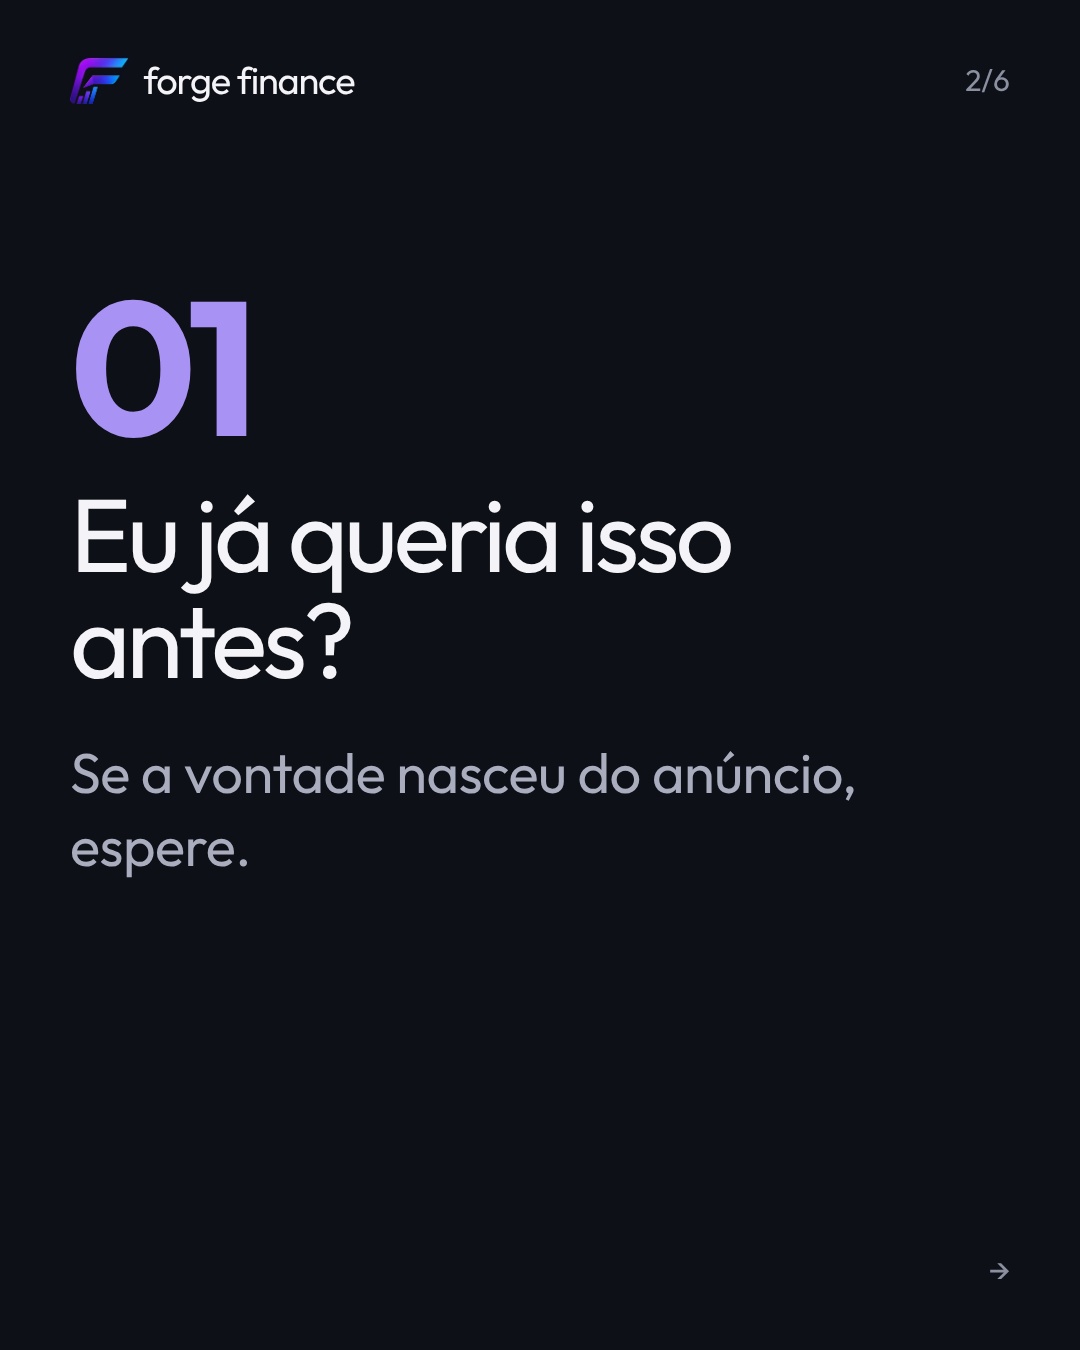 forge finance
2/6
01
Eu já queria isso
antes?
Se a vontade nasceu do anúncio,
espere.
→